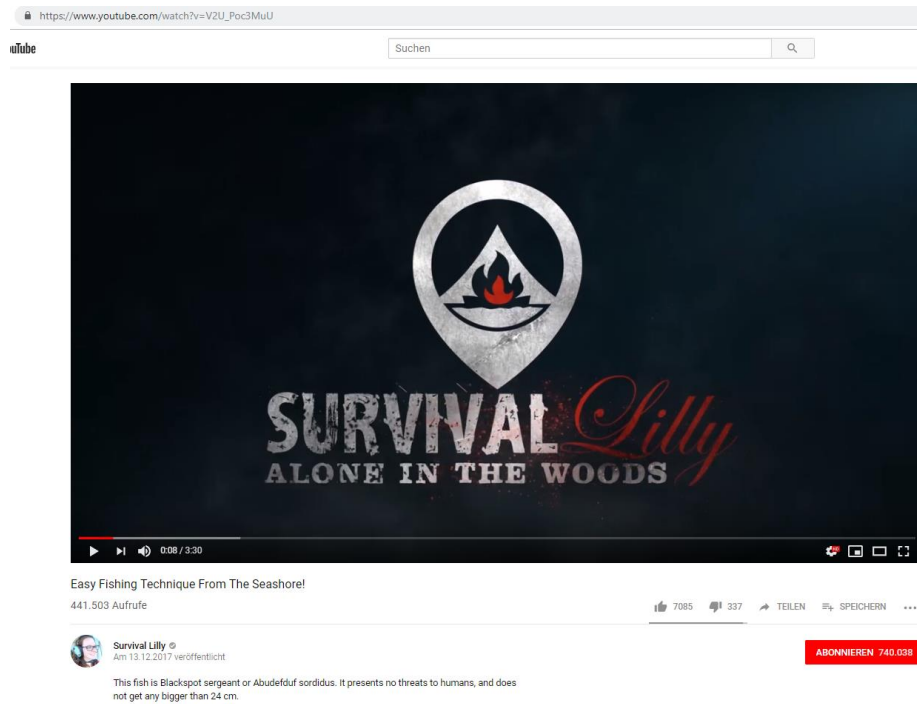 https://www.youtube.com/watch?v=V2U_Poc3MuU
ouTube
Suchen
SURVIVAL Lilly
ALONE IN THE WOODS
0:08 / 3:30
Easy Fishing Technique From The Seashore!
441.503 Aufrufe
7085 337 TEILEN SPEICHERN
Survival Lilly
Am 13.12.2017 veröffentlicht
ABONNIEREN 740.038
This fish is Blackspot sergeant or Abudefduf sordidus. It presents no threats to humans, and does
not get any bigger than 24 cm.